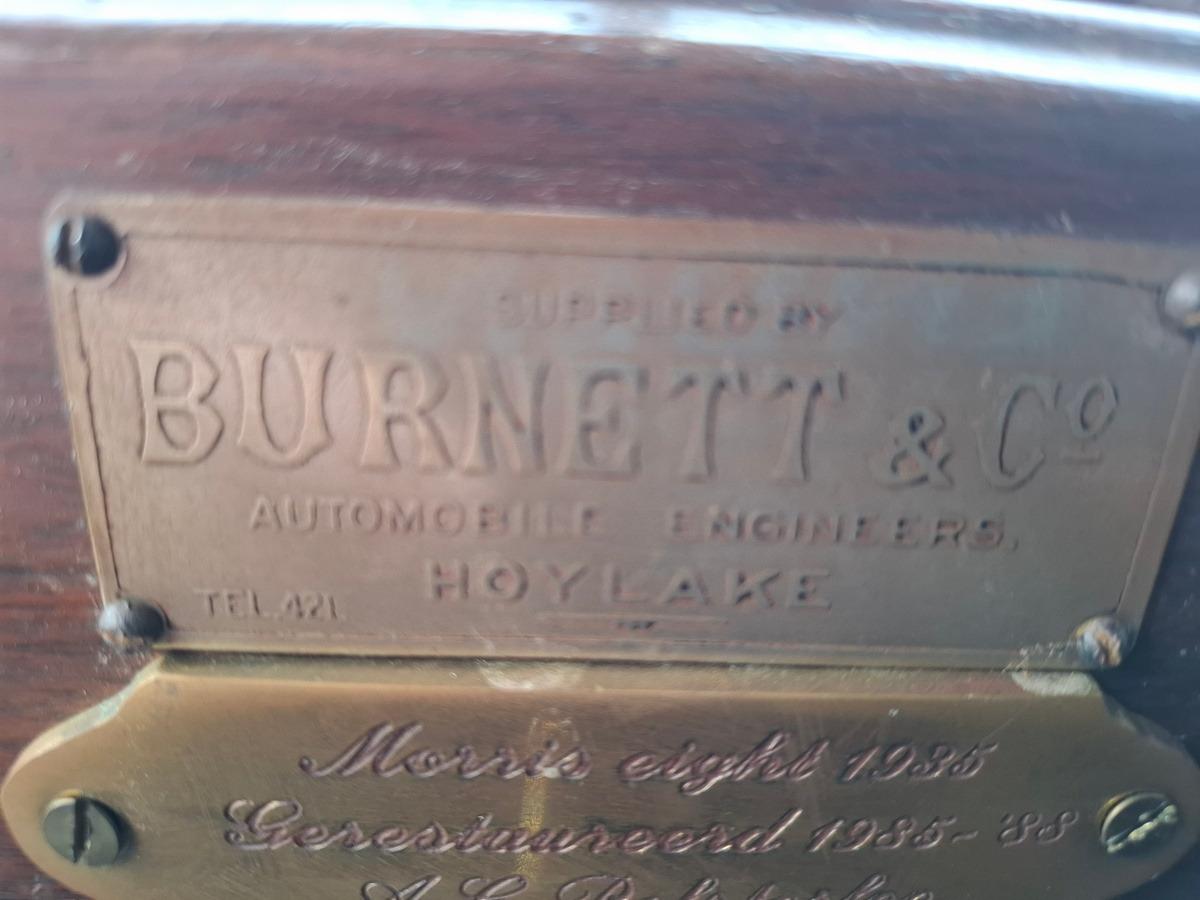 SUPPLIED BY
BURNETT & Cº
AUTOMOBILE ENGINEERS.
HOYLAKE
TEL. 421.
Morris eight 1935
Gerestaureerd 1985-'88
A.C.